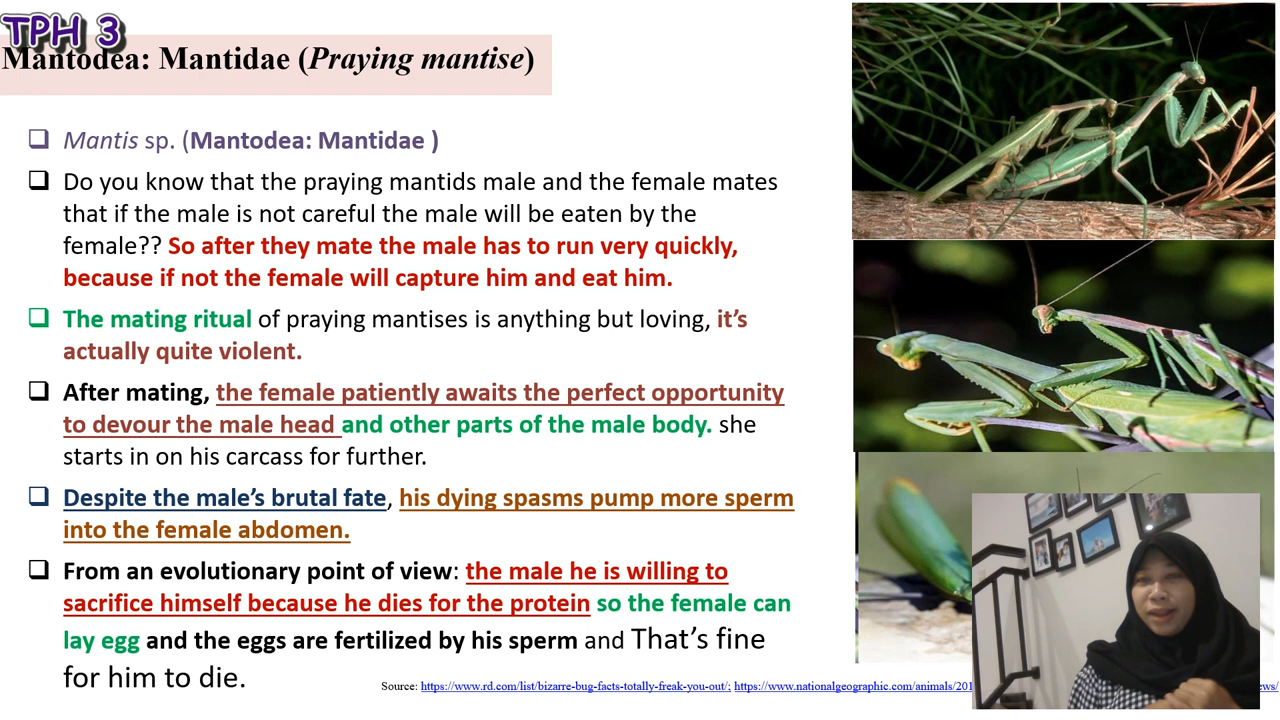 TPH 3
Mantodea: Mantidae (Praying mantise)
Mantis sp. (Mantodea: Mantidae )
Do you know that the praying mantids male and the female mates
that if the male is not careful the male will be eaten by the
female?? So after they mate the male has to run very quickly,
because if not the female will capture him and eat him.
The mating ritual of praying mantises is anything but loving, it's
actually quite violent.
After mating, the female patiently awaits the perfect opportunity
to devour the male head and other parts of the male body. she
starts in on his carcass for further.
Despite the male's brutal fate, his dying spasms pump more sperm
into the female abdomen.
From an evolutionary point of view: the male he is willing to
sacrifice himself because he dies for the protein so the female can
lay egg and the eggs are fertilized by his sperm and That's fine
for him to die.
Source: https://www.rd.com/list/bizarre-bug-facts-totally-freak-you-out/; https://www.nationalgeographic.com/animals/201